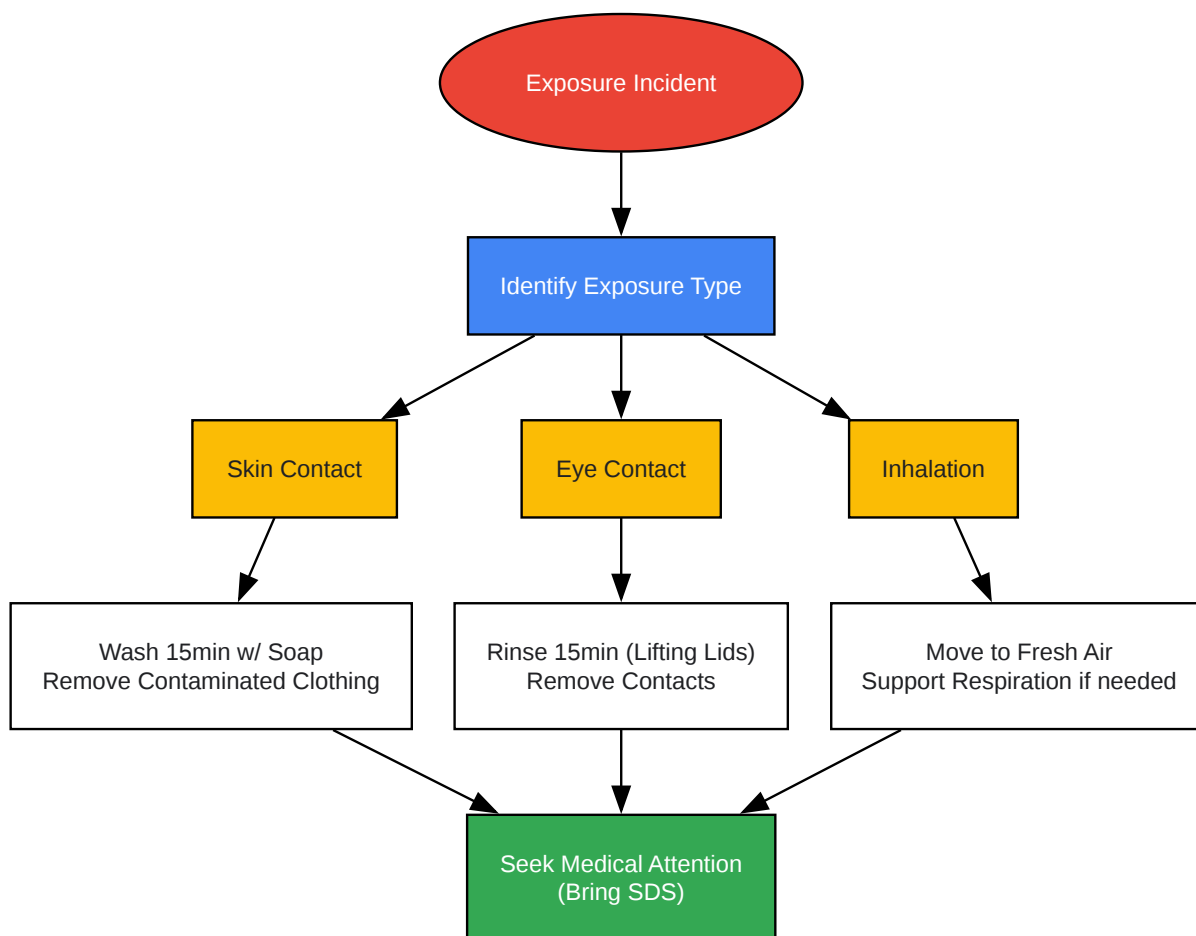 Exposure Incident
Identify Exposure Type
Skin Contact
Eye Contact
Inhalation
Wash 15min w/ Soap
Remove Contaminated Clothing
Rinse 15min (Lifting Lids)
Remove Contacts
Move to Fresh Air
Support Respiration if needed
Seek Medical Attention
(Bring SDS)